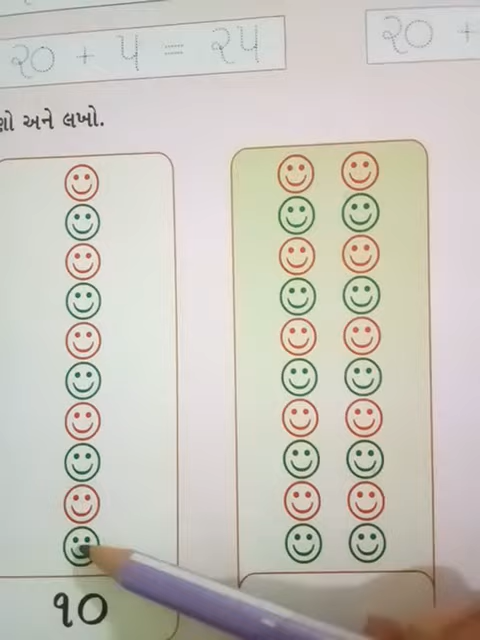 ૨૦ + ૫ = ૨૫
૨૦ +
અને લખો.
૧૦